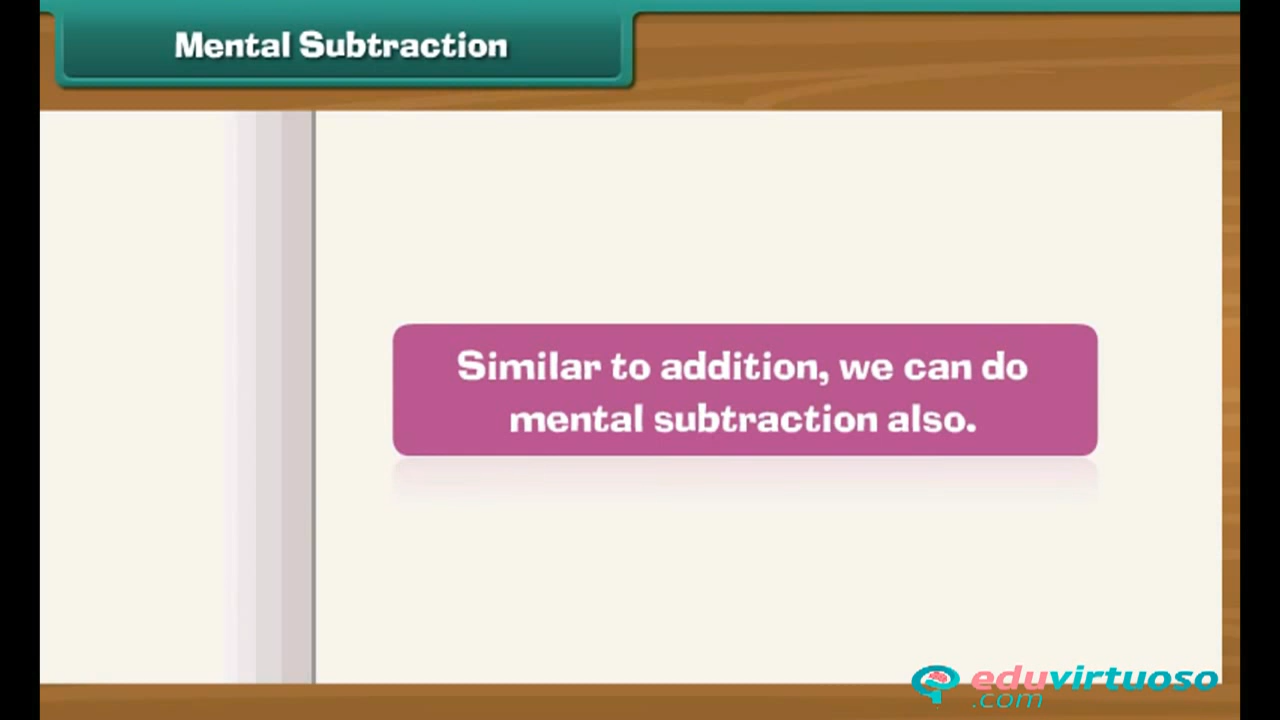 Mental Subtraction
Similar to addition, we can do
mental subtraction also.
eduvirtuoso
.com